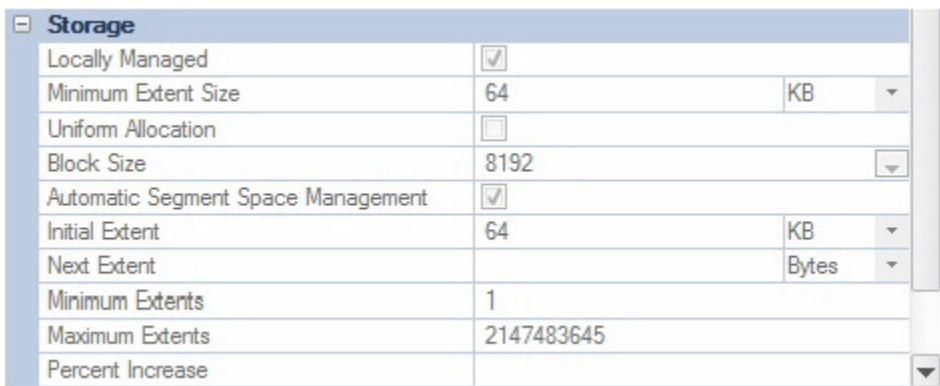 Storage
Locally Managed
Minimum Extent Size 64 KB
Uniform Allocation
Block Size 8192
Automatic Segment Space Management
Initial Extent 64 KB
Next Extent Bytes
Minimum Extents 1
Maximum Extents 2147483645
Percent Increase